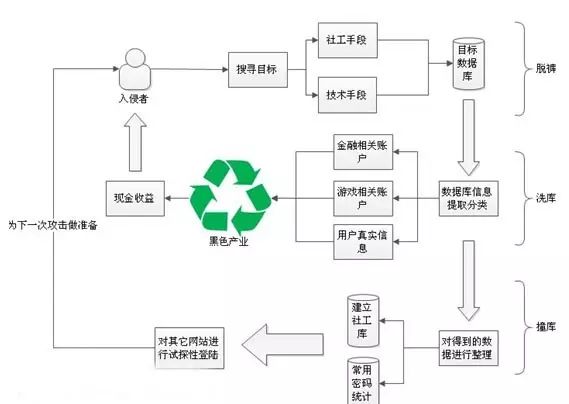 社工手段
目标
数据
库
搜寻目标
脱裤
技术手段
入侵者
金融相关账
户
现金收益
游戏相关账
户
数据库信息
提取分类
洗库
为下一次攻击做准备
黑色产业
用户真实信
息
建立
社工
库
对其它网站进
行试探性登陆
对得到的数
据进行整理
撞库
常用
密码
统计